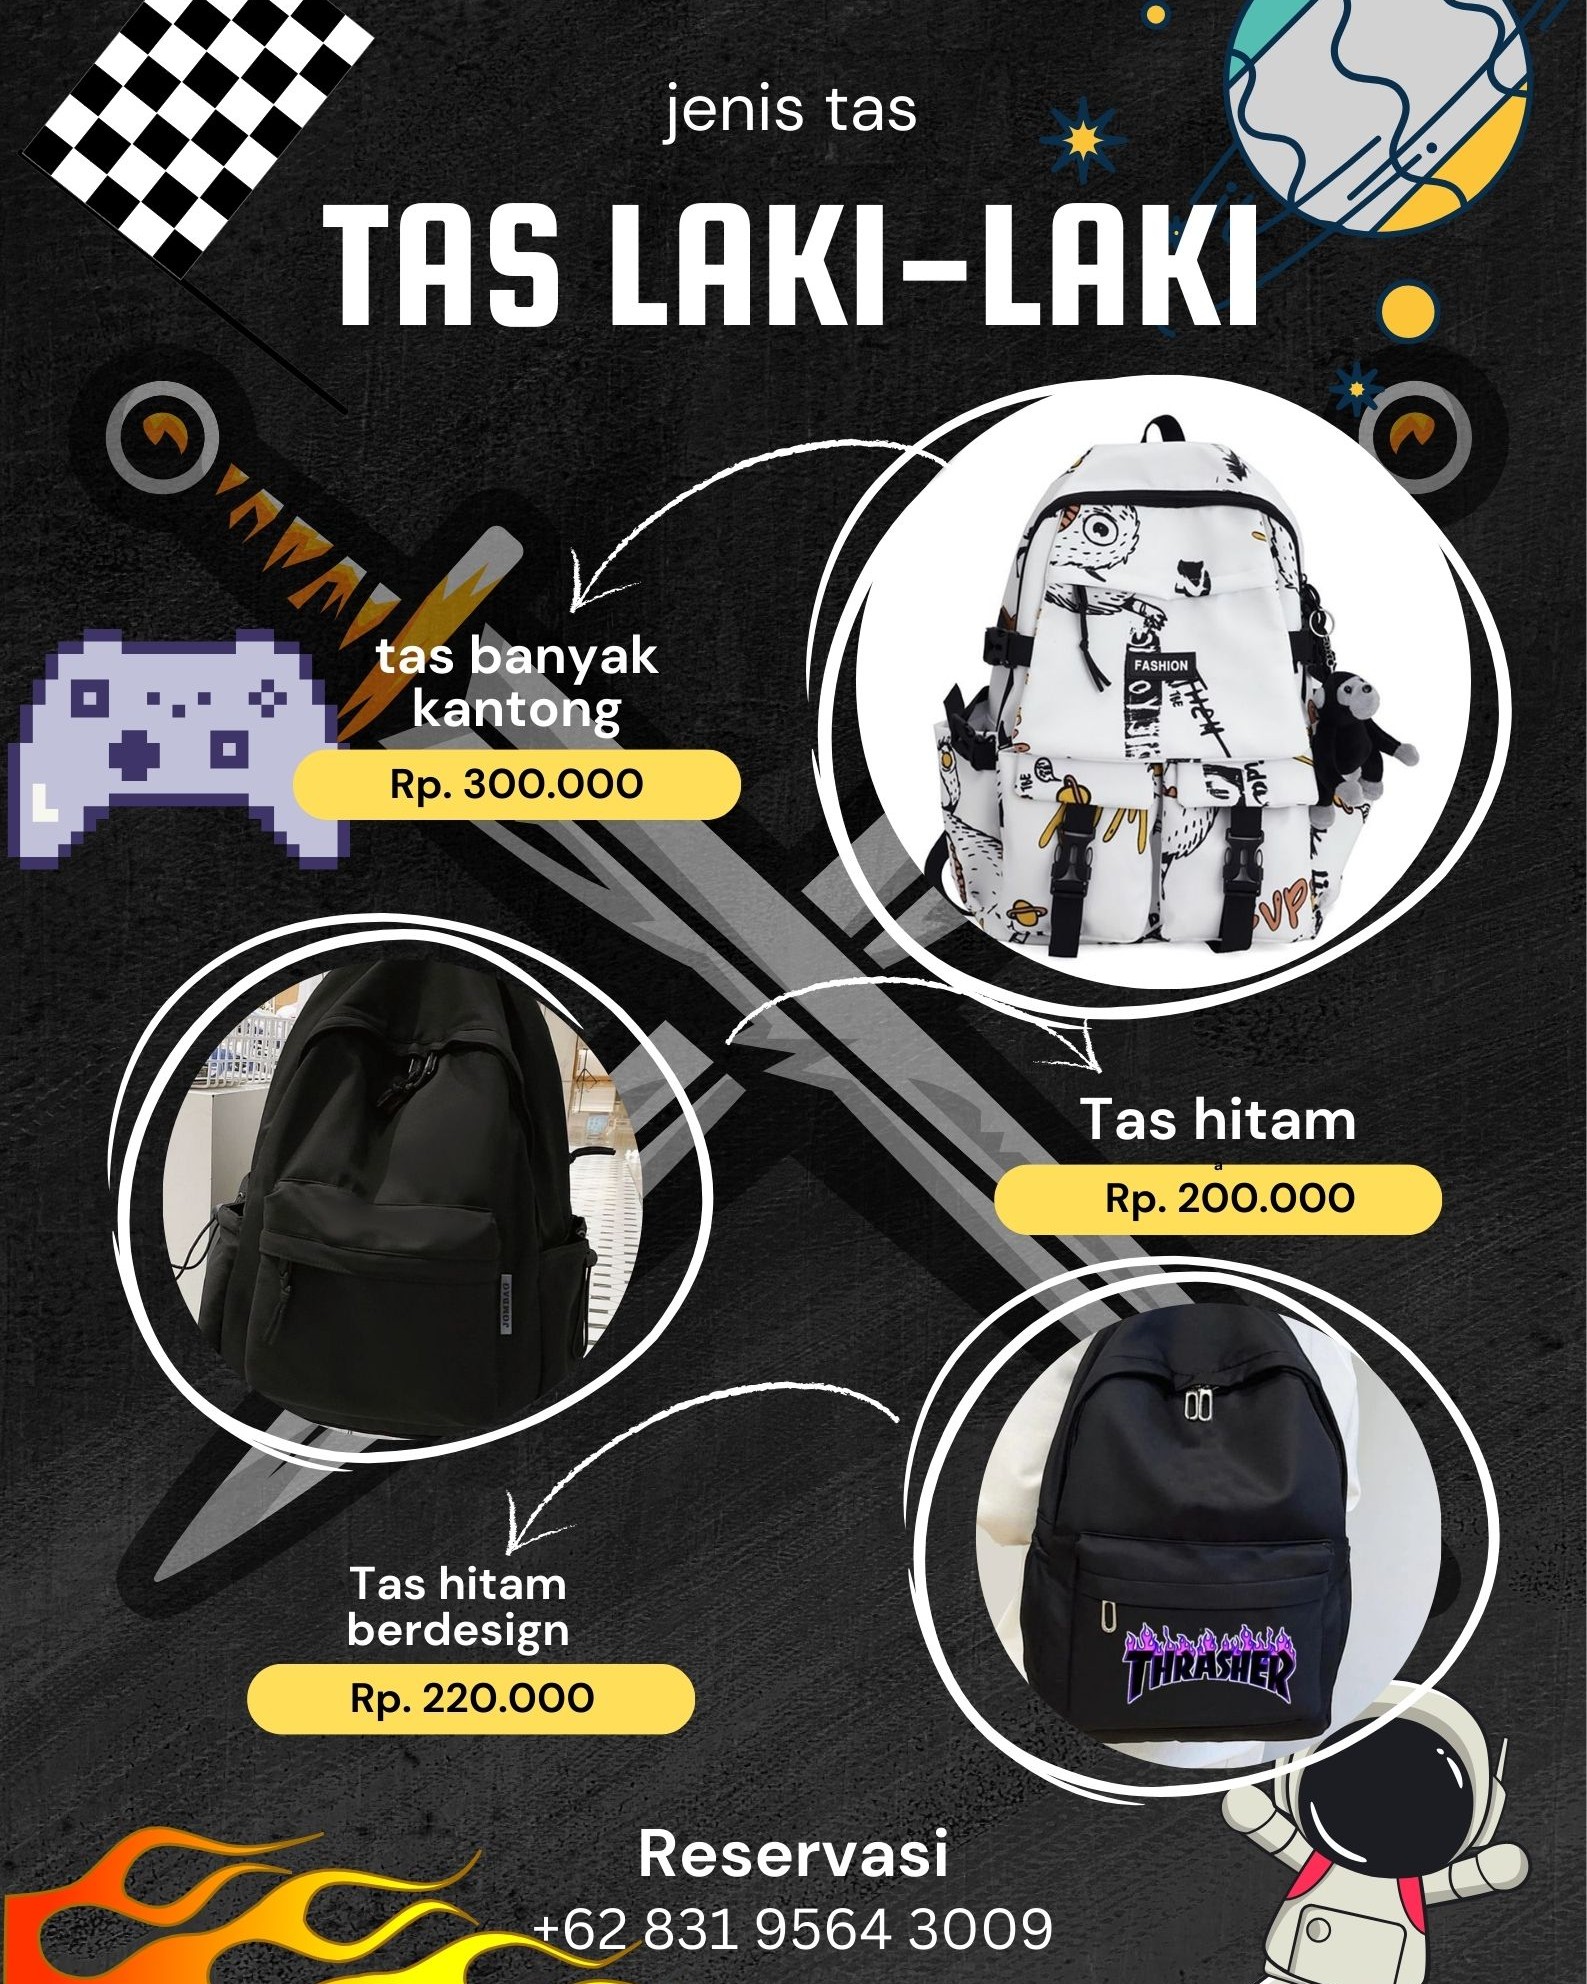 jenis tas
TAS LAKI-LAKI
FASHION
tas banyak
kantong
Rp. 300.000
JOMDAO
Tas hitam
a
Rp. 200.000
THRASHER
Tas hitam
berdesign
Rp. 220.000
Reservasi
+62 831 9564 3009